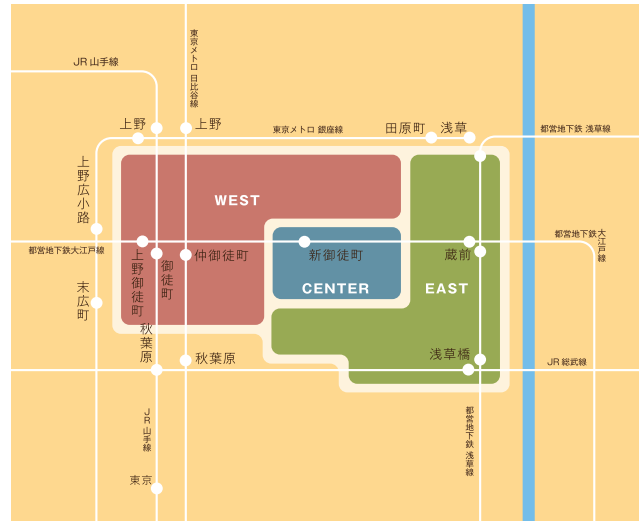 JR 山手線
東京メトロ 日比谷線
上野
上野
東京メトロ 銀座線
田原町
浅草
都営地下鉄 浅草線
上野広小路
WEST
都営地下鉄大江戸線
上野御徒町
御徒町
仲御徒町
新御徒町
蔵前
都営地下鉄大江戸線
末広町
CENTER
EAST
秋葉原
秋葉原
浅草橋
JR 総武線
JR 山手線
都営地下鉄 浅草線
東京